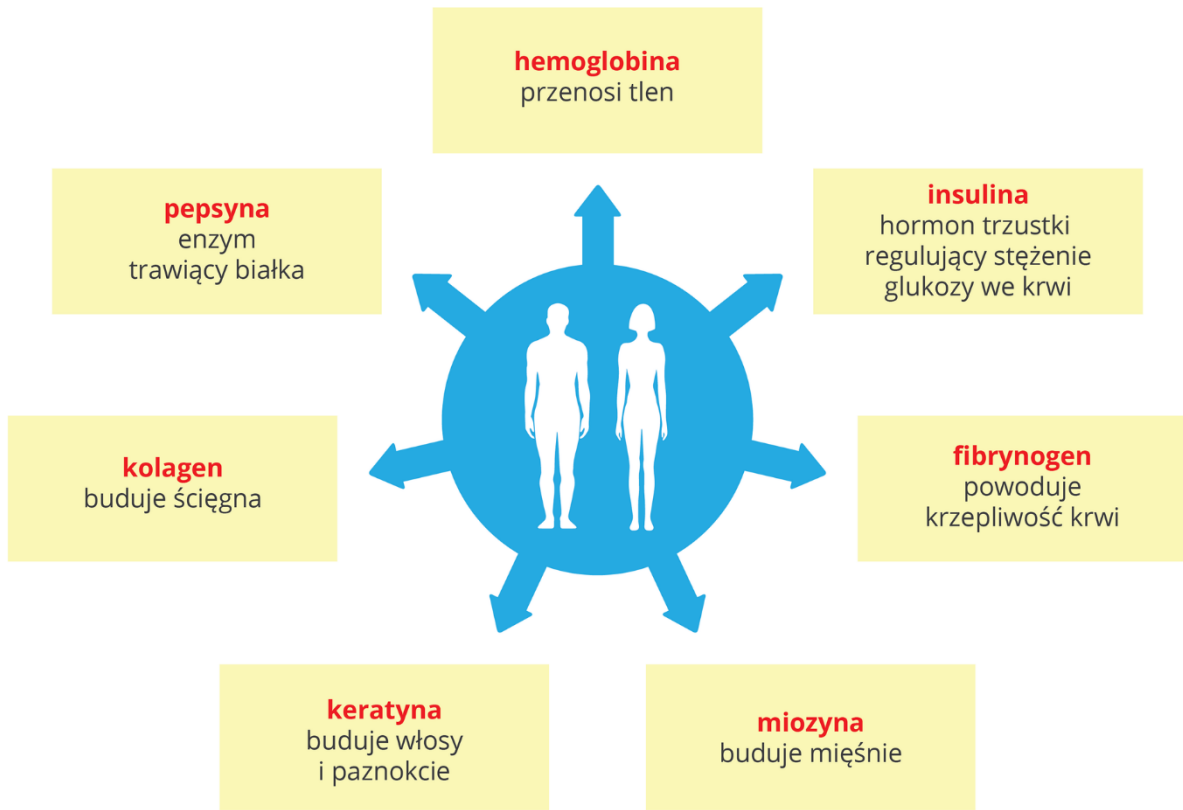 hemoglobina
przenosi tlen
pepsyna
enzym
trawiący białka
insulina
hormon trzustki
regulujący stężenie
glukozy we krwi
kolagen
buduje ścięgna
fibrynogen
powoduje
krzepliwość krwi
keratyna
buduje włosy
i paznokcie
miozyna
buduje mięśnie